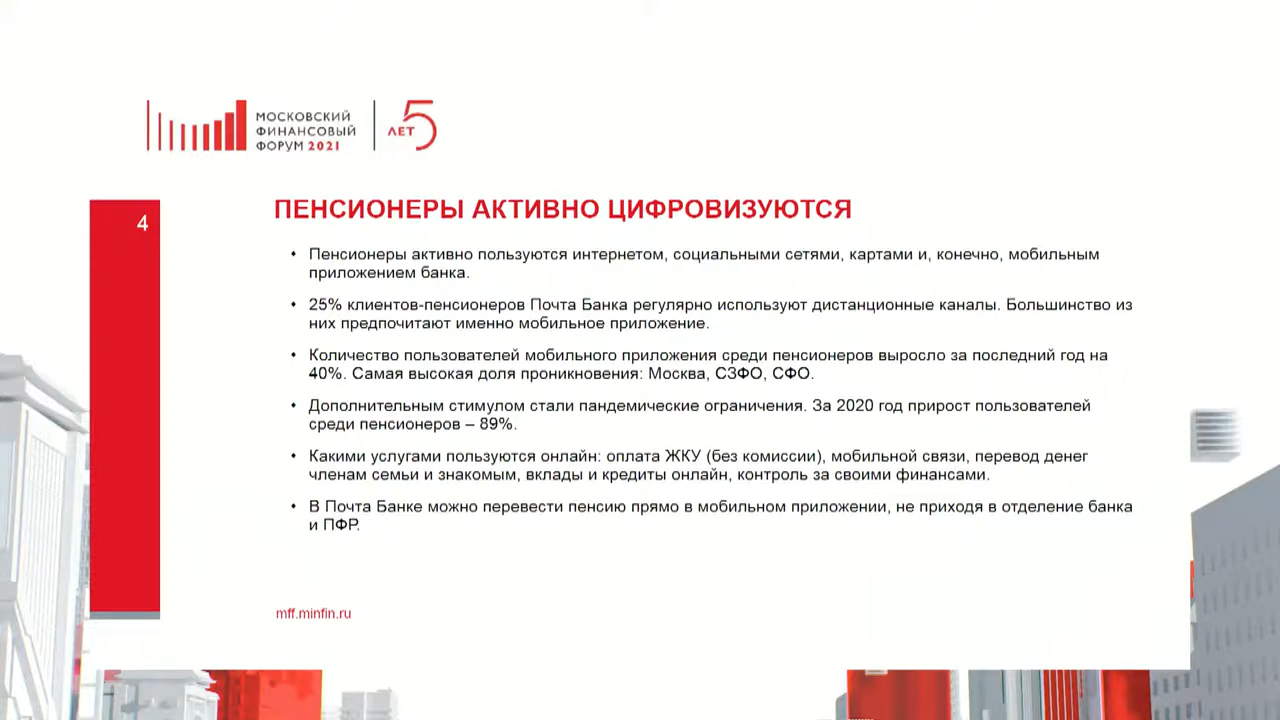 МОСКОВСКИЙ
ФИНАНСОВЫЙ
ФОРУМ 2021
ЛЕТ 5
4
ПЕНСИОНЕРЫ АКТИВНО ЦИФРОВИЗУЮТСЯ
• Пенсионеры активно пользуются интернетом, социальными сетями, картами и, конечно, мобильным
приложением банка.
• 25% клиентов-пенсионеров Почта Банка регулярно используют дистанционные каналы. Большинство из
них предпочитают именно мобильное приложение.
• Количество пользователей мобильного приложения среди пенсионеров выросло за последний год на
40%. Самая высокая доля проникновения: Москва, СЗФО, СФО.
• Дополнительным стимулом стали пандемические ограничения. За 2020 год прирост пользователей
среди пенсионеров – 89%.
• Какими услугами пользуются онлайн: оплата ЖКУ (без комиссии), мобильной связи, перевод денег
членам семьи и знакомым, вклады и кредиты онлайн, контроль за своими финансами.
• В Почта Банке можно перевести пенсию прямо в мобильном приложении, не приходя в отделение банка
и ПФР.
mff.minfin.ru